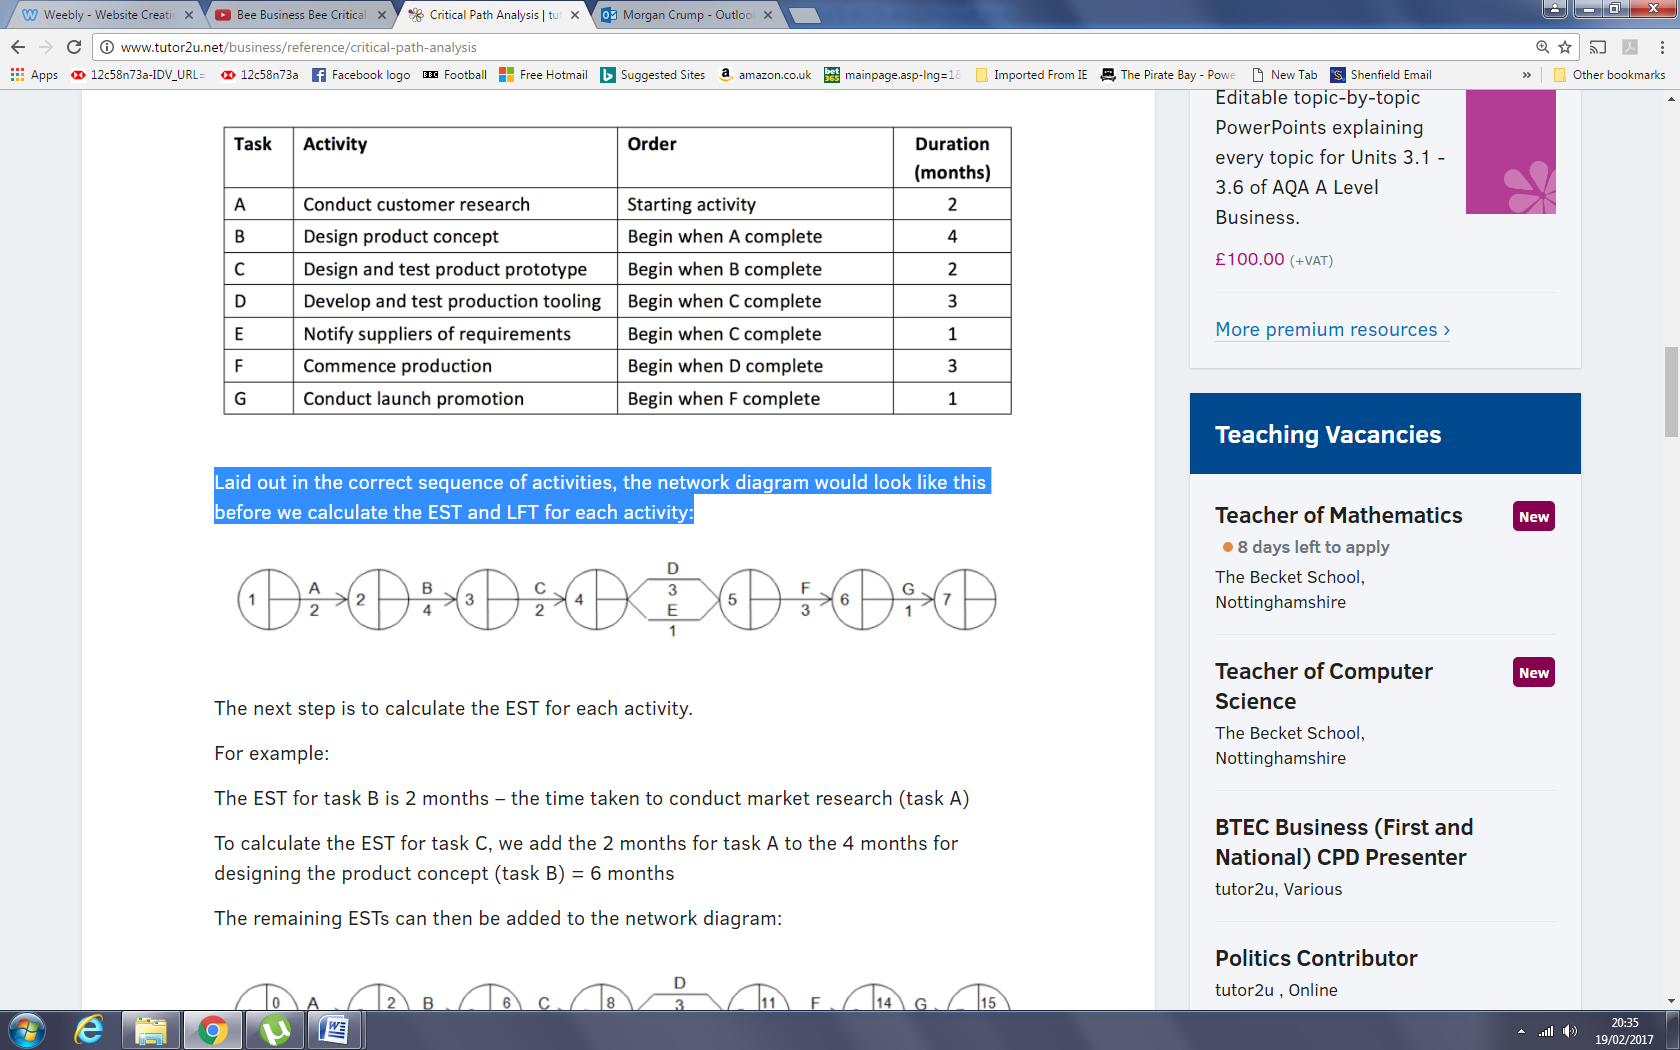 Weebly - Website Creatio
Bee Business Bee Critical
Critical Path Analysis | tut
Morgan Crump - Outloo
www.tutor2u.net/business/reference/critical-path-analysis
Apps
12c58n73a-IDV_URL=
12c58n73a
Facebook logo
BBC Football
Free Hotmail
Suggested Sites
amazon.co.uk
bet365 mainpage.asp-lng=1&
Imported From IE
The Pirate Bay - Powe
New Tab
Shenfield Email
»
Other bookmarks
Task Activity Order Duration (months)
A Conduct customer research Starting activity 2
B Design product concept Begin when A complete 4
C Design and test product prototype Begin when B complete 2
D Develop and test production tooling Begin when C complete 3
E Notify suppliers of requirements Begin when C complete 1
F Commence production Begin when D complete 3
G Conduct launch promotion Begin when F complete 1
Laid out in the correct sequence of activities, the network diagram would look like this
before we calculate the EST and LFT for each activity:
1 A 2 2 B 4 3 C 2 4 D 3 E 1 5 F 3 6 G 1 7
The next step is to calculate the EST for each activity.
For example:
The EST for task B is 2 months – the time taken to conduct market research (task A)
To calculate the EST for task C, we add the 2 months for task A to the 4 months for
designing the product concept (task B) = 6 months
The remaining ESTs can then be added to the network diagram:
0 A 2 B 6 C 8 D 3 11 F 14 G 15
Editable topic-by-topic
PowerPoints explaining
every topic for Units 3.1 -
3.6 of AQA A Level
Business.
£100.00 (+VAT)
More premium resources ›
Teaching Vacancies
Teacher of Mathematics New
8 days left to apply
The Becket School,
Nottinghamshire
Teacher of Computer New
Science
The Becket School,
Nottinghamshire
BTEC Business (First and
National) CPD Presenter
tutor2u, Various
Politics Contributor
tutor2u , Online
20:35
19/02/2017